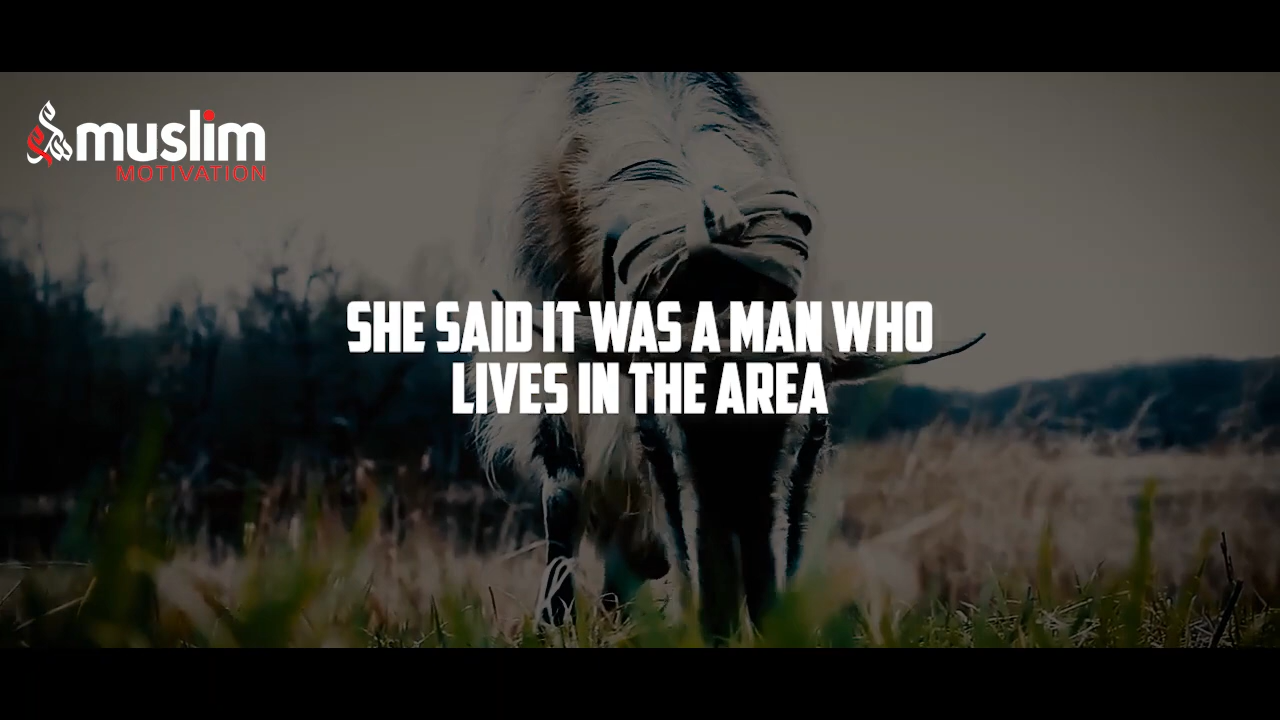 muslim
MOTIVATION
SHE SAID IT WAS A MAN WHO
LIVES IN THE AREA